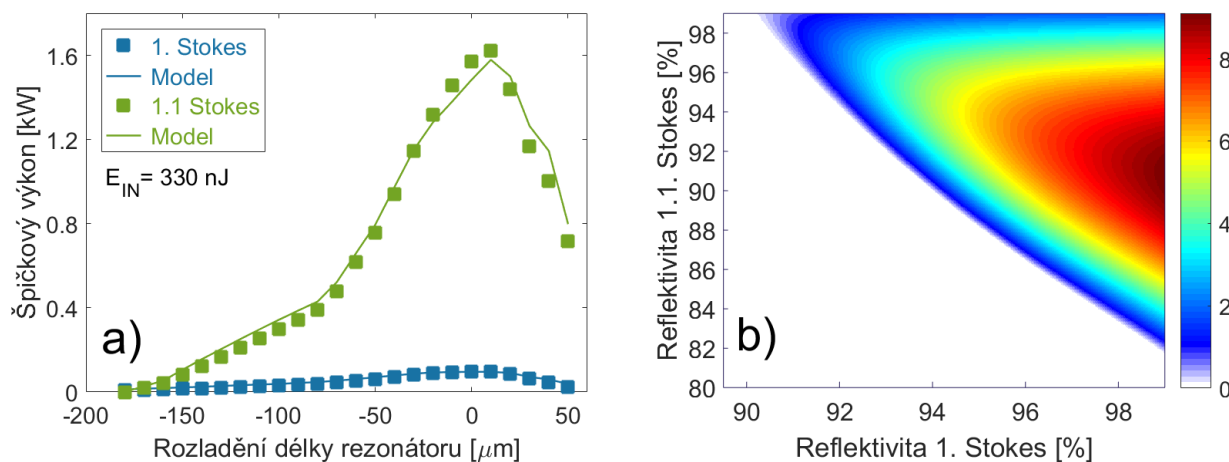 1. Stokes
Model
1.1 Stokes
Model
E_IN = 330 nJ
a)
Špičkový výkon [kW]
1.6
1.2
0.8
0.4
0
-200
-150
-100
-50
0
50
Rozladění délky rezonátoru [μm]
b)
Reflektivita 1.1. Stokes [%]
98
96
94
92
90
88
86
84
82
80
90
92
94
96
98
Reflektivita 1. Stokes [%]
8
6
4
2
0